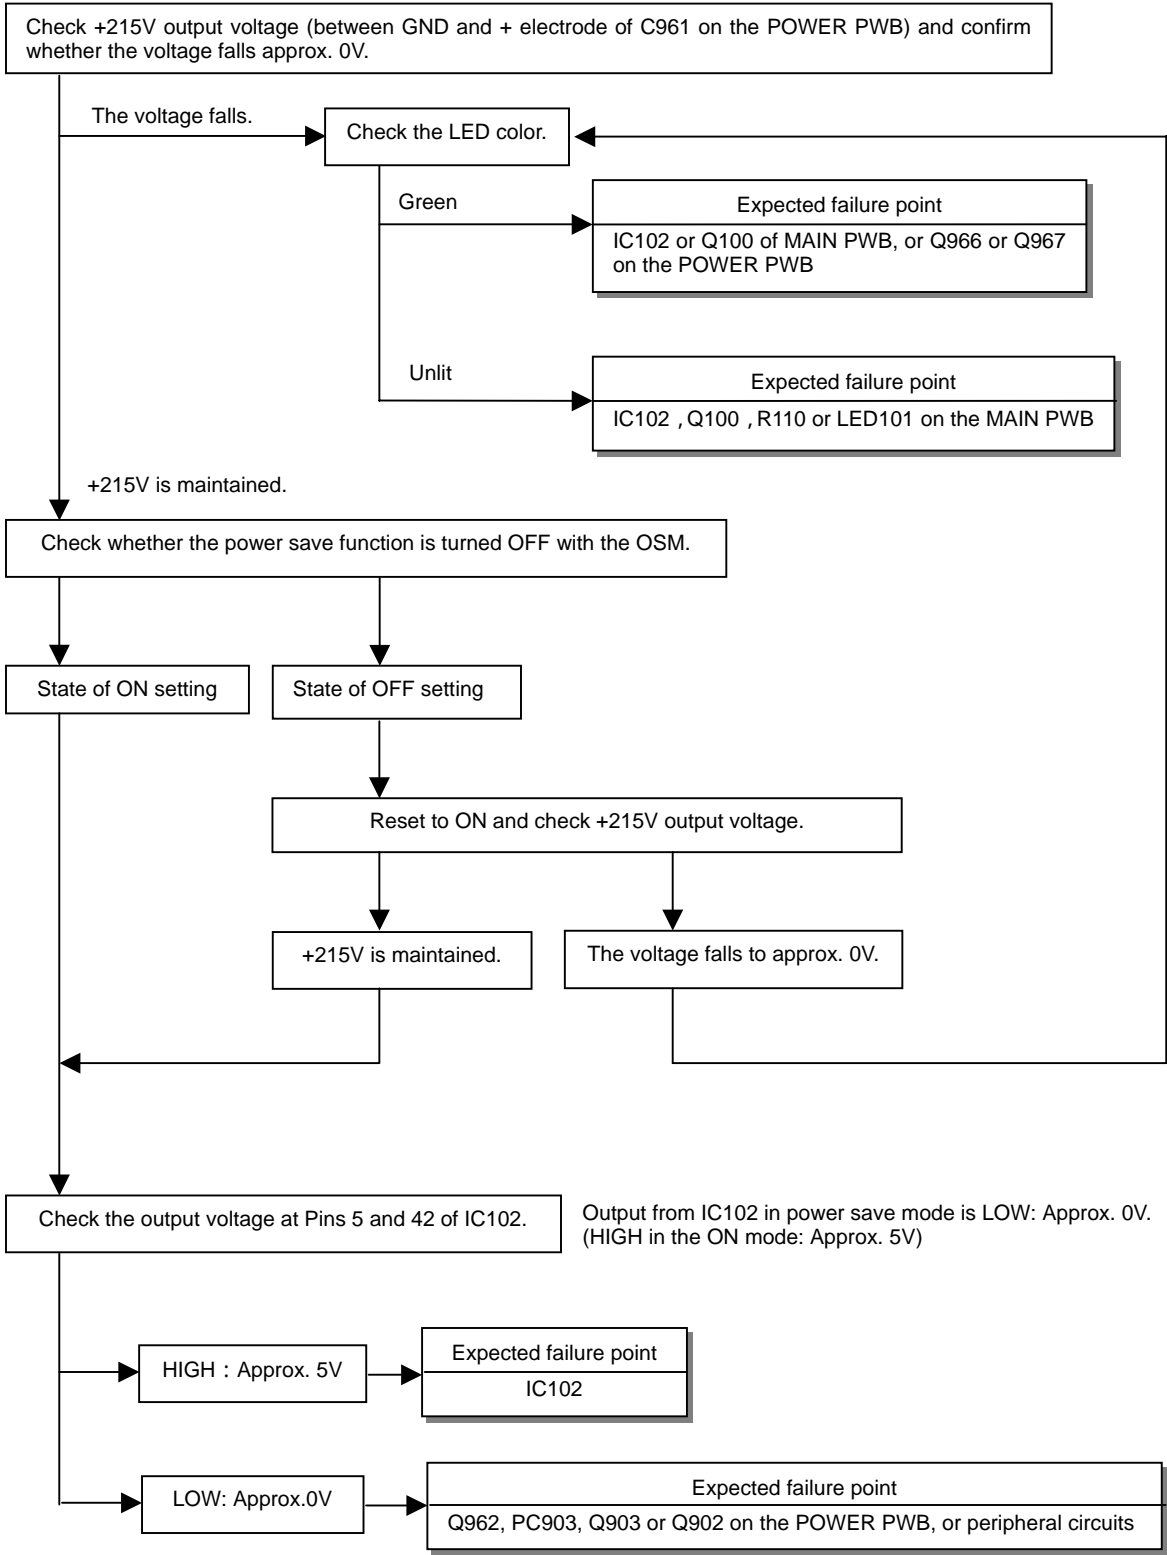 Check +215V output voltage (between GND and + electrode of C961 on the POWER PWB) and confirm
whether the voltage falls approx. 0V.
The voltage falls.
Check the LED color.
Green
Expected failure point
IC102 or Q100 of MAIN PWB, or Q966 or Q967
on the POWER PWB
Unlit
Expected failure point
IC102 , Q100 , R110 or LED101 on the MAIN PWB
+215V is maintained.
Check whether the power save function is turned OFF with the OSM.
State of ON setting
State of OFF setting
Reset to ON and check +215V output voltage.
+215V is maintained.
The voltage falls to approx. 0V.
Check the output voltage at Pins 5 and 42 of IC102.
Output from IC102 in power save mode is LOW: Approx. 0V.
(HIGH in the ON mode: Approx. 5V)
HIGH : Approx. 5V
Expected failure point
IC102
LOW: Approx.0V
Expected failure point
Q962, PC903, Q903 or Q902 on the POWER PWB, or peripheral circuits